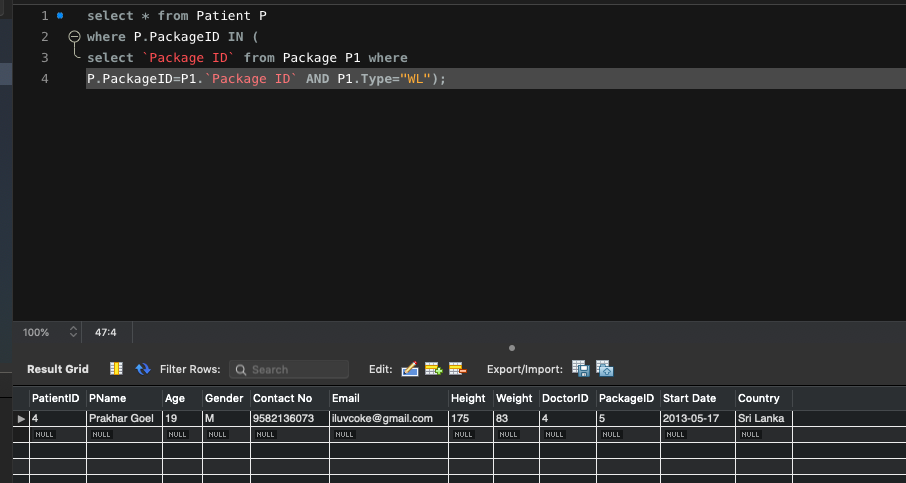 1 select * from Patient P
2 where P.PackageID IN (
3 select `Package ID` from Package P1 where
4 P.PackageID=P1.`Package ID` AND P1.Type="WL");
100% 47:4
Result Grid Filter Rows: Search Edit: Export/Import:
PatientID PName Age Gender Contact No Email Height Weight DoctorID PackageID Start Date Country
4 Prakhar Goel 19 M 9582136073 iluvcoke@gmail.com 175 83 4 5 2013-05-17 Sri Lanka
NULL NULL NULL NULL NULL NULL NULL NULL NULL NULL NULL NULL